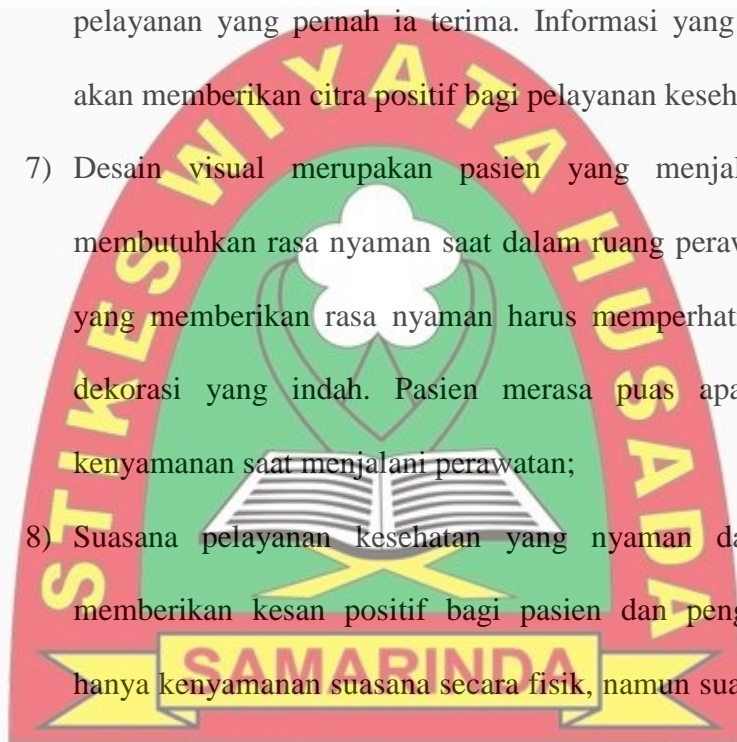 pelayanan yang pernah ia terima. Informasi yang
akan memberikan citra positif bagi pelayanan keseh
7) Desain visual merupakan pasien yang menjal
membutuhkan rasa nyaman saat dalam ruang peraw
yang memberikan rasa nyaman harus memperhati
dekorasi yang indah. Pasien merasa puas apa
kenyamanan saat menjalani perawatan;
8) Suasana pelayanan kesehatan yang nyaman da
memberikan kesan positif bagi pasien dan peng
hanya kenyamanan suasana secara fisik, namun sua
STIKES WIYATA HUSADA
SAMARINDA